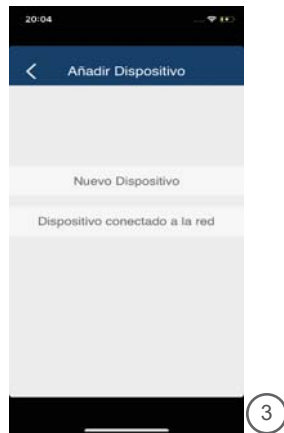 20:04
Añadir Dispositivo
Nuevo Dispositivo
Dispositivo conectado a la red
3